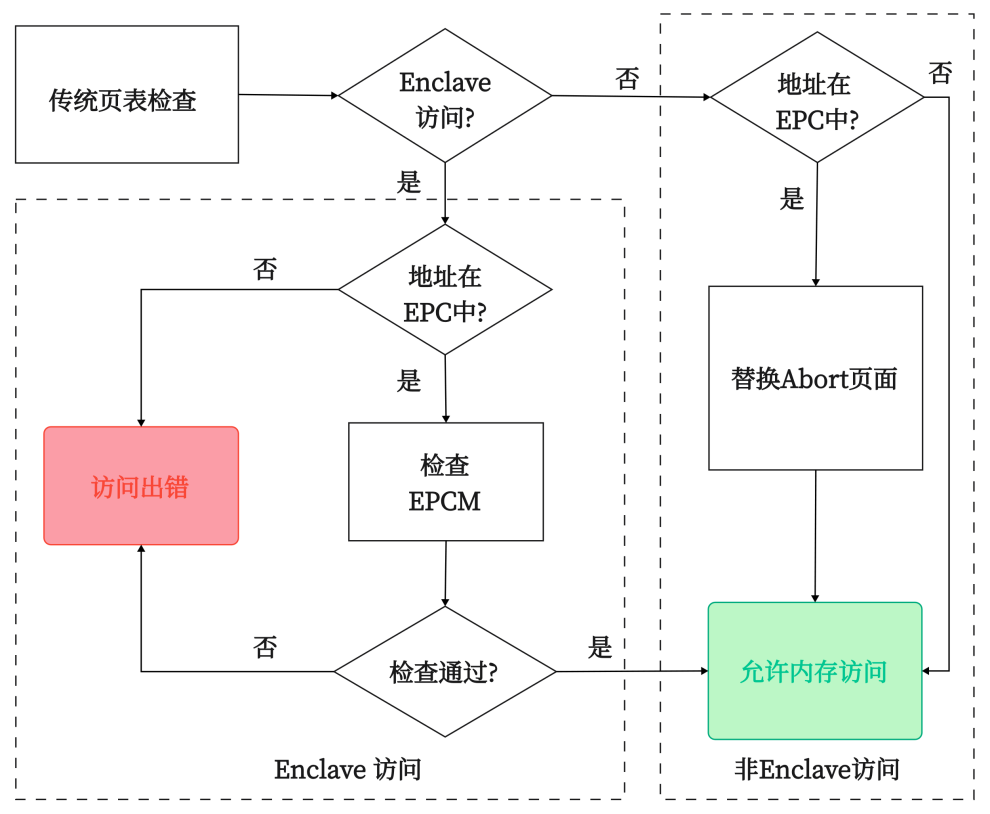 传统页表检查
Enclave
访问?
否
地址在
EPC中?
否
是
是
地址在
EPC中?
否
是
替换Abort页面
检查
EPCM
访问出错
否
检查通过?
是
允许内存访问
Enclave 访问
非Enclave访问